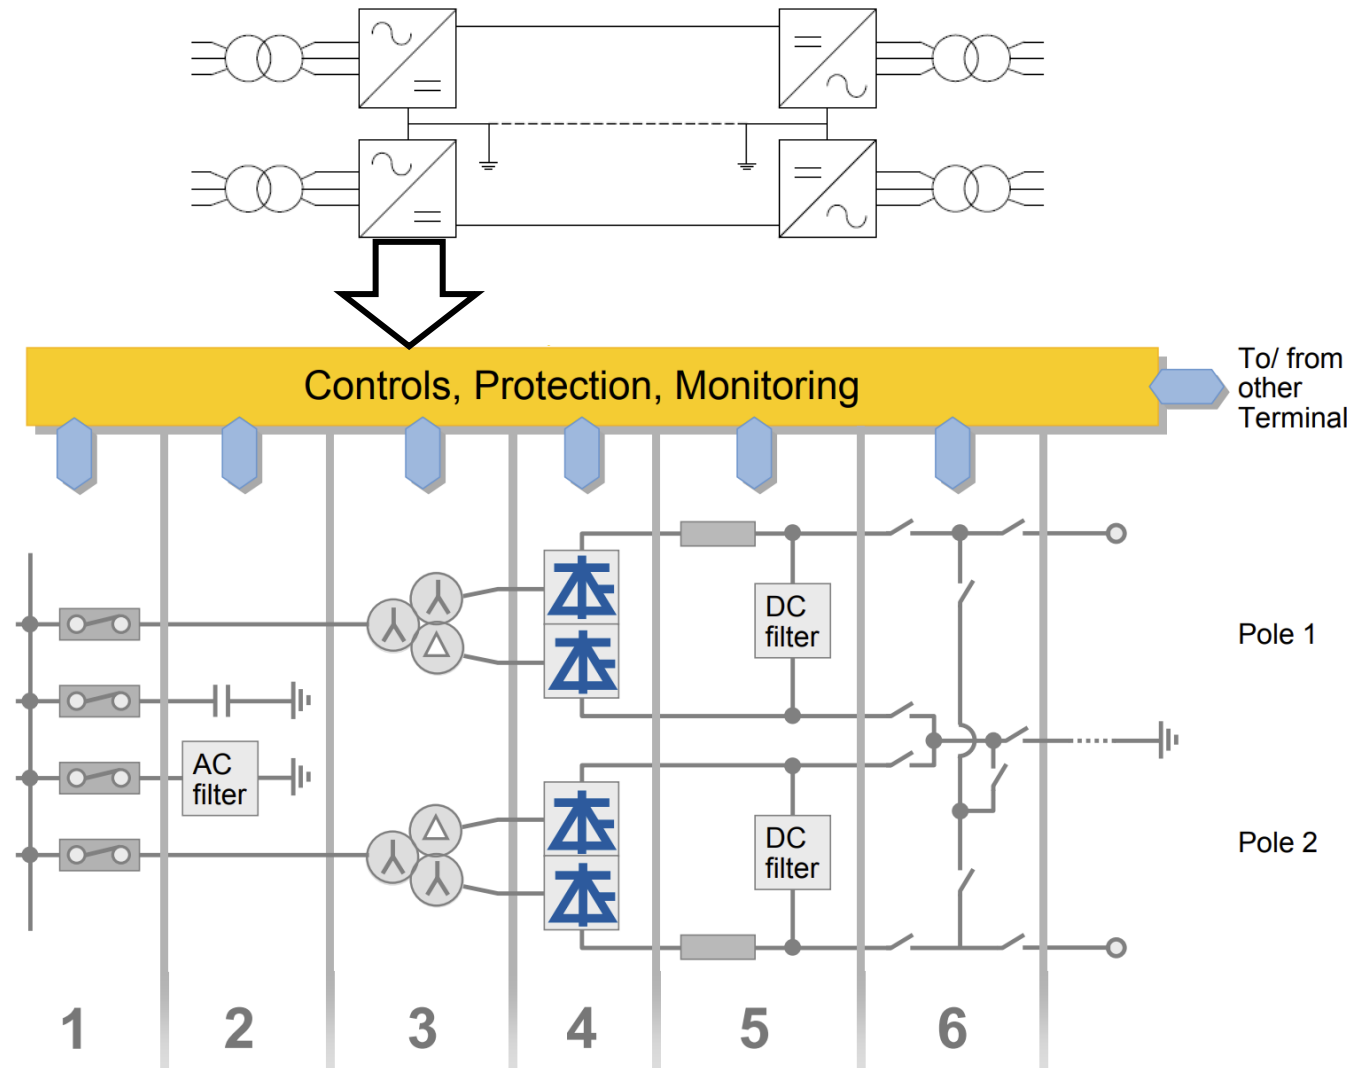 Controls, Protection, Monitoring
To/ from
other
Terminal
DC
filter
Pole 1
AC
filter
DC
filter
Pole 2
1
2
3
4
5
6